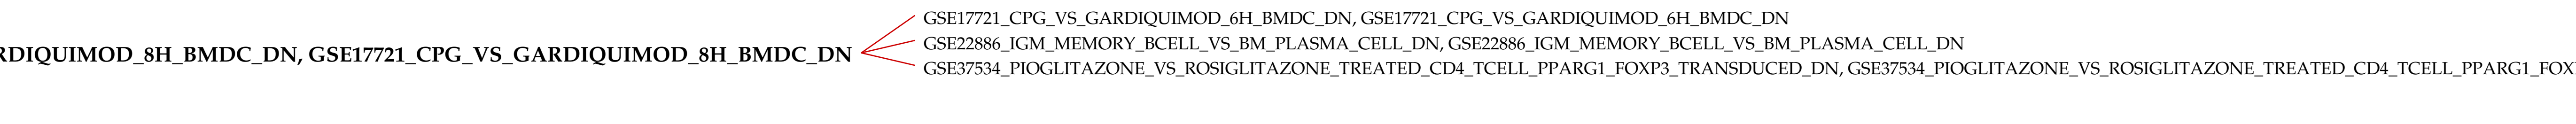 GSE17721_CPG_VS_GARDIQUIMOD_6H_BMDC_DN, GSE17721_CPG_VS_GARDIQUIMOD_6H_BMDC_DN
RDIQUIMOD_8H_BMDC_DN, GSE17721_CPG_VS_GARDIQUIMOD_8H_BMDC_DN
GSE22886_IGM_MEMORY_BCELL_VS_BM_PLASMA_CELL_DN, GSE22886_IGM_MEMORY_BCELL_VS_BM_PLASMA_CELL_DN
GSE37534_PIOGLITAZONE_VS_ROSIGLITAZONE_TREATED_CD4_TCELL_PPARG1_FOXP3_TRANSDUCED_DN, GSE37534_PIOGLITAZONE_VS_ROSIGLITAZONE_TREATED_CD4_TCELL_PPARG1_FOX